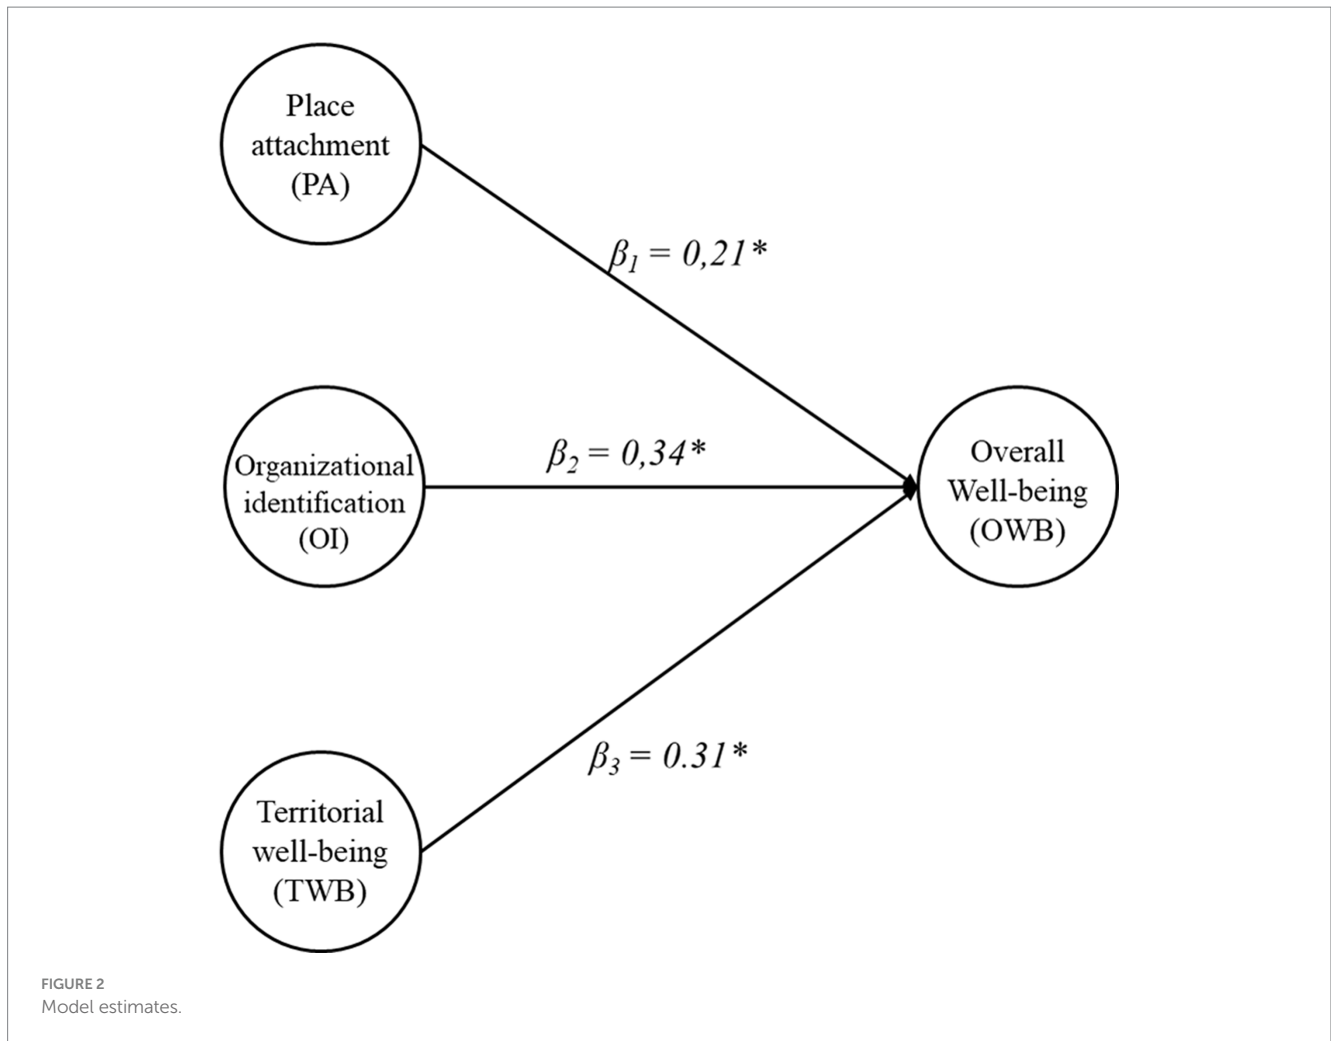 Place
attachment
(PA)
β1 = 0,21*
Organizational
identification
(OI)
β2 = 0,34*
Overall
Well-being
(OWB)
β3 = 0.31*
Territorial
well-being
(TWB)
FIGURE 2
Model estimates.